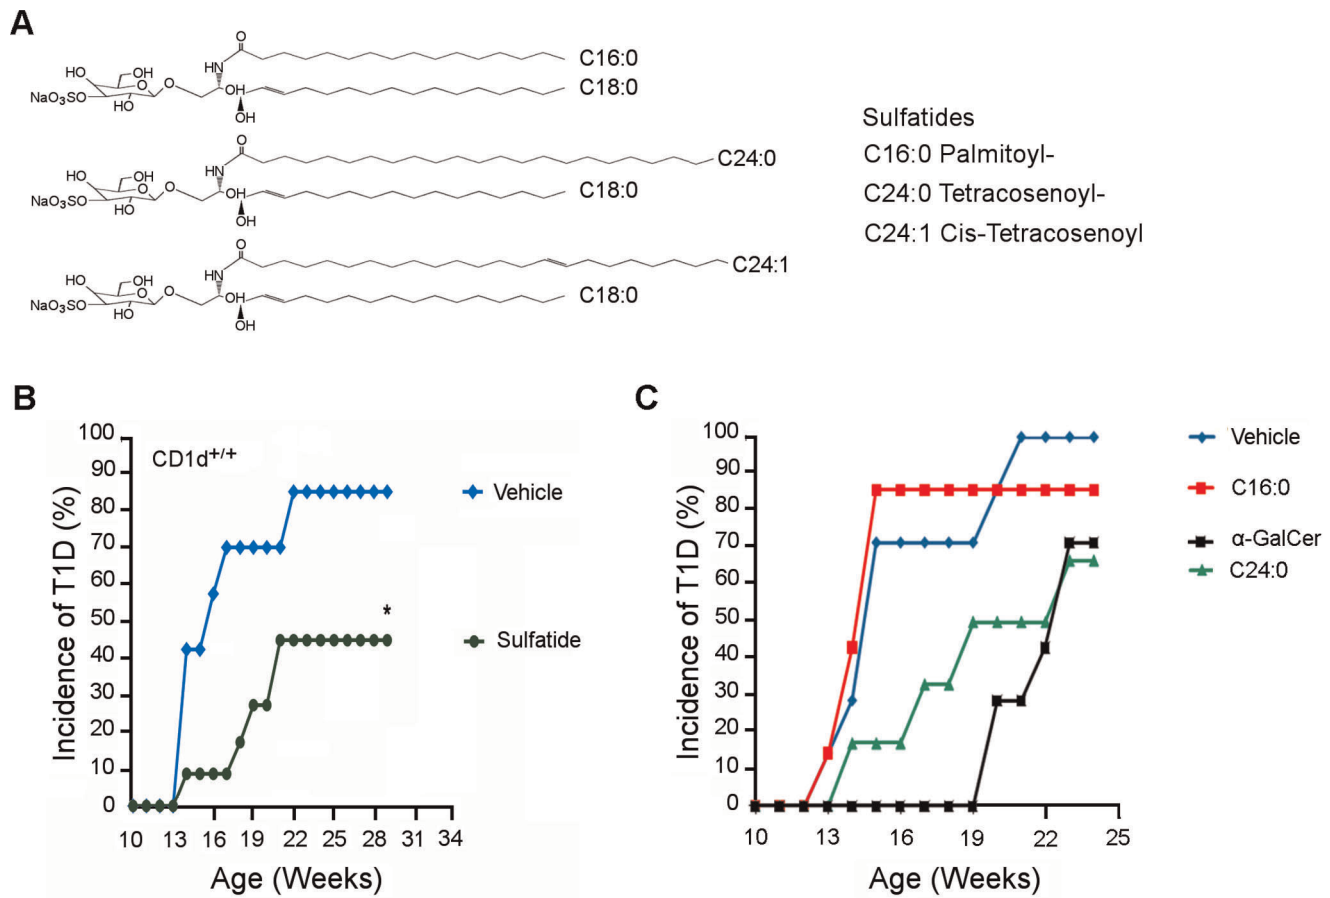 A
O
C16:0
HN
HO
OH
O
O
OH
C18:0
NaO3SO
HO
OH
O
C24:0
HN
HO
OH
O
O
OH
C18:0
NaO3SO
HO
OH
O
C24:1
HN
HO
OH
O
O
OH
C18:0
NaO3SO
HO
OH
Sulfatides
C16:0 Palmitoyl-
C24:0 Tetracosenoyl-
C24:1 Cis-Tetracosenoyl
B
CD1d+/+
Incidence of T1D (%)
100
90
80
70
60
50
40
30
20
10
0
10 13 16 19 22 25 28 31 34
Age (Weeks)
Vehicle
*
Sulfatide
C
Incidence of T1D (%)
100
90
80
70
60
50
40
30
20
10
0
10 13 16 19 22 25
Age (Weeks)
Vehicle
C16:0
α-GalCer
C24:0